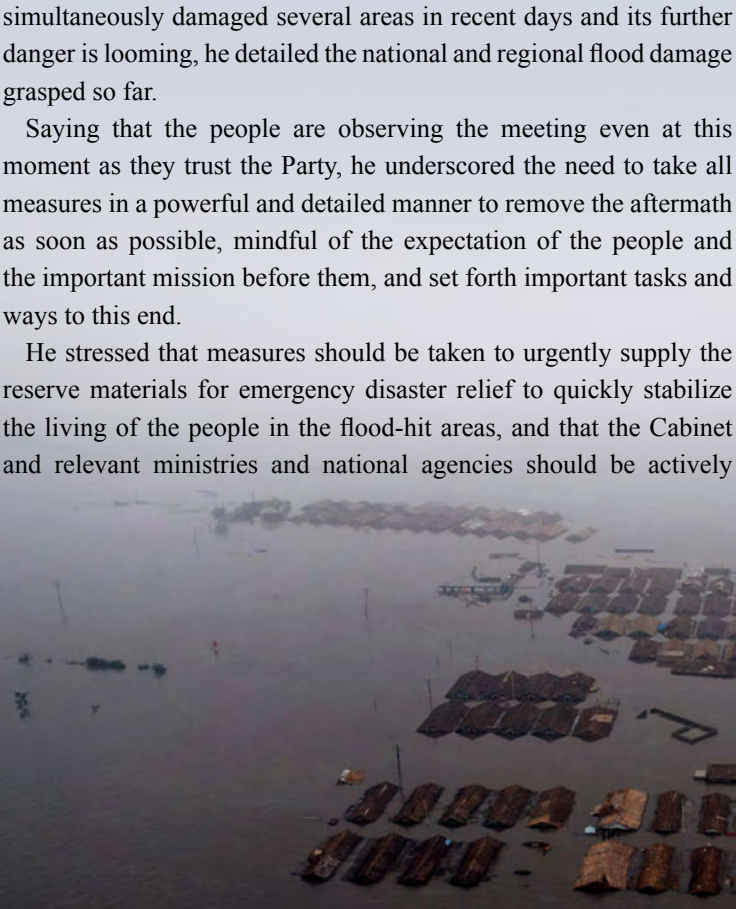 simultaneously damaged several areas in recent days and its further
danger is looming, he detailed the national and regional flood damage
grasped so far.
Saying that the people are observing the meeting even at this
moment as they trust the Party, he underscored the need to take all
measures in a powerful and detailed manner to remove the aftermath
as soon as possible, mindful of the expectation of the people and
the important mission before them, and set forth important tasks and
ways to this end.
He stressed that measures should be taken to urgently supply the
reserve materials for emergency disaster relief to quickly stabilize
the living of the people in the flood-hit areas, and that the Cabinet
and relevant ministries and national agencies should be actively